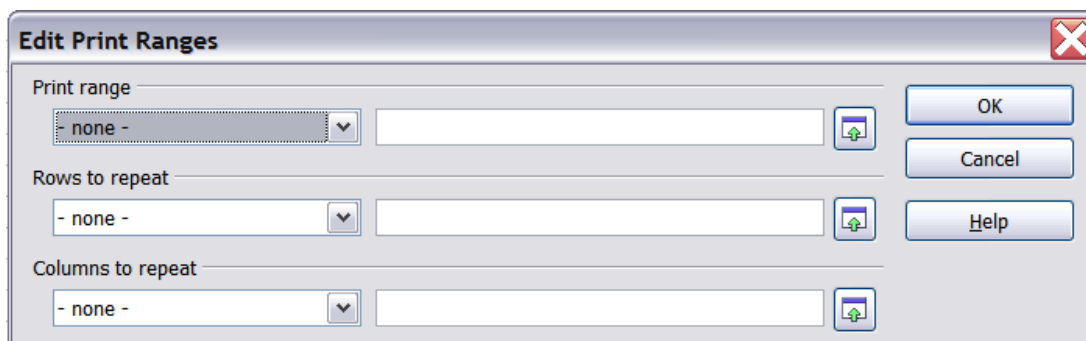 Edit Print Ranges
Print range
- none -
OK
Cancel
Rows to repeat
- none -
Help
Columns to repeat
- none -